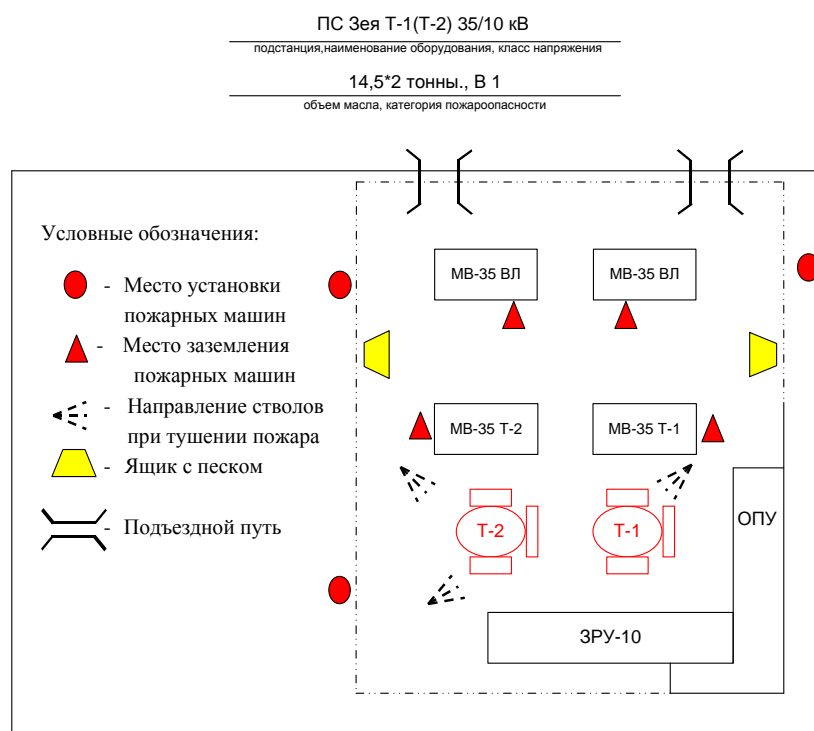 ПС Зея Т-1(Т-2) 35/10 кВ
подстанция,наименование оборудования, класс напряжения
14,5*2 тонны., В 1
объем масла, категория пожароопасности
Условные обозначения:
- Место установки
пожарных машин
- Место заземления
пожарных машин
- Направление стволов
при тушении пожара
- Ящик с песком
- Подъездной путь
МВ-35 ВЛ
МВ-35 ВЛ
МВ-35 Т-2
МВ-35 Т-1
Т-2
Т-1
ОПУ
ЗРУ-10